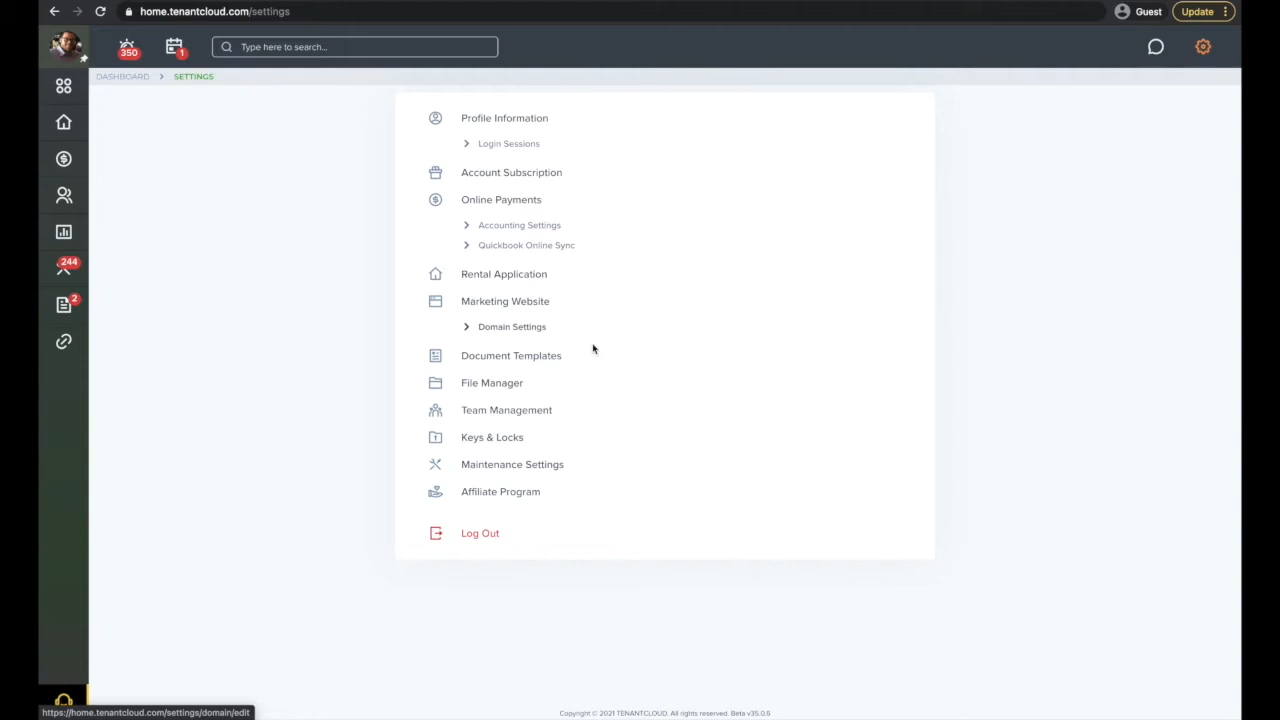 home.tenantcloud.com/settings
Guest
Update
350
1
Type here to search...
DASHBOARD > SETTINGS
Profile Information
Login Sessions
Account Subscription
Online Payments
Accounting Settings
Quickbook Online Sync
244
Rental Application
2
Marketing Website
Domain Settings
Document Templates
File Manager
Team Management
Keys & Locks
Maintenance Settings
Affiliate Program
Log Out
https://home.tenantcloud.com/settings/domain/edit
Copyright © 2021 TENANTCLOUD. All rights reserved. Beta v35.0.6